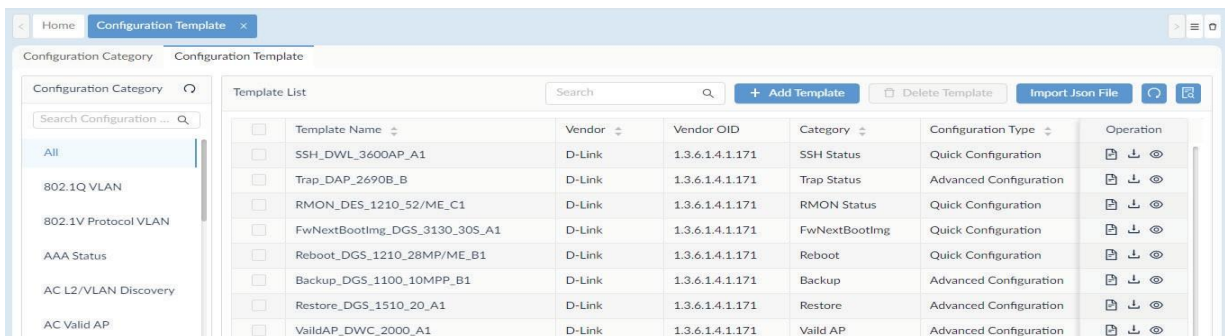 Home Configuration Template ×
Configuration Category Configuration Template
Configuration Category
Search Configuration ...
All
802.1Q VLAN
802.1V Protocol VLAN
AAA Status
AC L2/VLAN Discovery
AC Valid AP
Template List Search + Add Template Delete Template Import Json File
Template Name Vendor Vendor OID Category Configuration Type Operation
SSH_DWL_3600AP_A1 D-Link 1.3.6.1.4.1.171 SSH Status Quick Configuration
Trap_DAP_2690B_B D-Link 1.3.6.1.4.1.171 Trap Status Advanced Configuration
RMON_DES_1210_52/ME_C1 D-Link 1.3.6.1.4.1.171 RMON Status Quick Configuration
FwNextBootImg_DGS_3130_30S_A1 D-Link 1.3.6.1.4.1.171 FwNextBootImg Quick Configuration
Reboot_DGS_1210_28MP/ME_B1 D-Link 1.3.6.1.4.1.171 Reboot Quick Configuration
Backup_DGS_1100_10MPP_B1 D-Link 1.3.6.1.4.1.171 Backup Advanced Configuration
Restore_DGS_1510_20_A1 D-Link 1.3.6.1.4.1.171 Restore Advanced Configuration
VaildAP_DWC_2000_A1 D-Link 1.3.6.1.4.1.171 Vaild AP Advanced Configuration